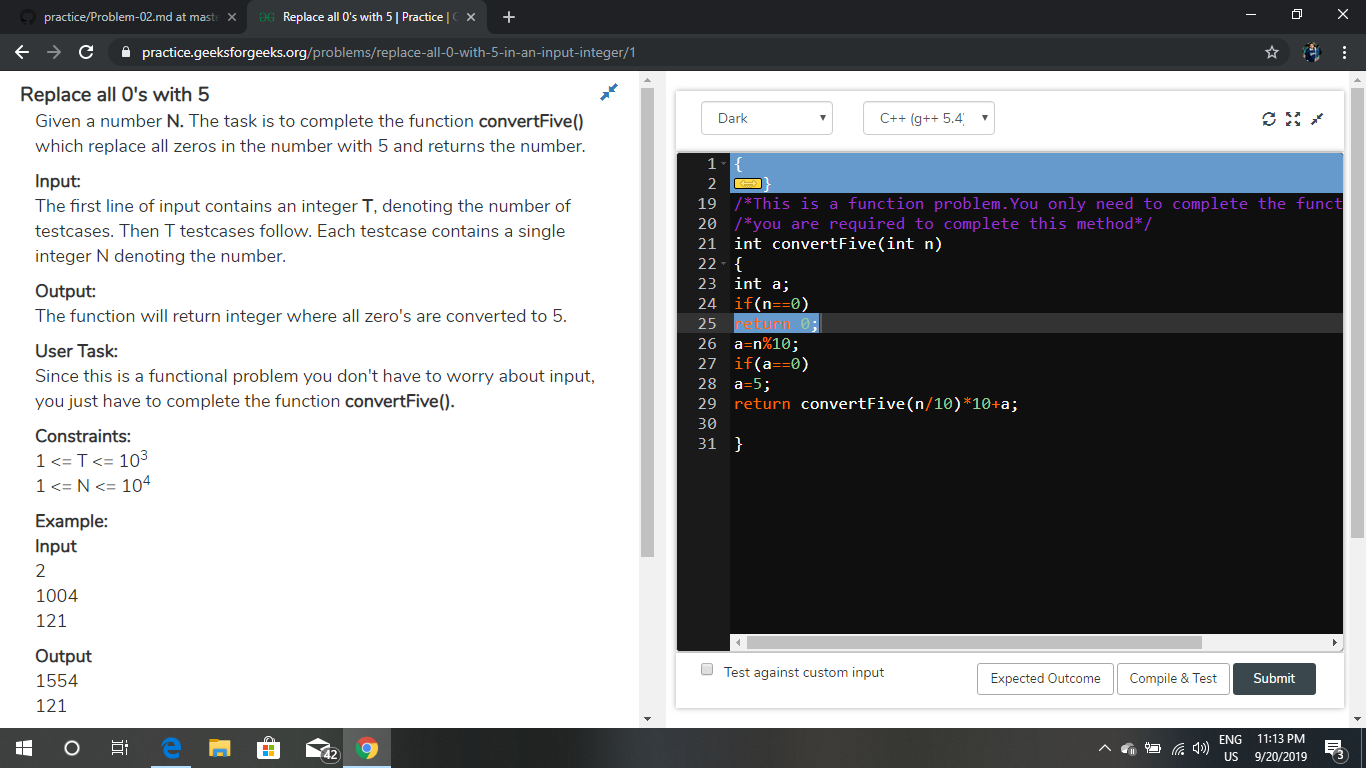 practice/Problem-02.md at maste
Replace all 0's with 5 | Practice |
practice.geeksforgeeks.org/problems/replace-all-0-with-5-in-an-input-integer/1
Replace all 0's with 5
Given a number N. The task is to complete the function convertFive()
which replace all zeros in the number with 5 and returns the number.
Input:
The first line of input contains an integer T, denoting the number of
testcases. Then T testcases follow. Each testcase contains a single
integer N denoting the number.
Output:
The function will return integer where all zero's are converted to 5.
User Task:
Since this is a functional problem you don't have to worry about input,
you just have to complete the function convertFive().
Constraints:
1 <= T <= 10³
1 <= N <= 10⁴
Example:
Input
2
1004
121
Output
1554
121
Dark
C++ (g++ 5.4)
1 {
2 }
19 /*This is a function problem.You only need to complete the funct
20 /*you are required to complete this method*/
21 int convertFive(int n)
22 {
23 int a;
24 if(n==0)
25 return 0;
26 a=n%10;
27 if(a==0)
28 a=5;
29 return convertFive(n/10)*10+a;
30
31 }
Test against custom input
Expected Outcome
Compile & Test
Submit
42
ENG
US
11:13 PM
9/20/2019
3